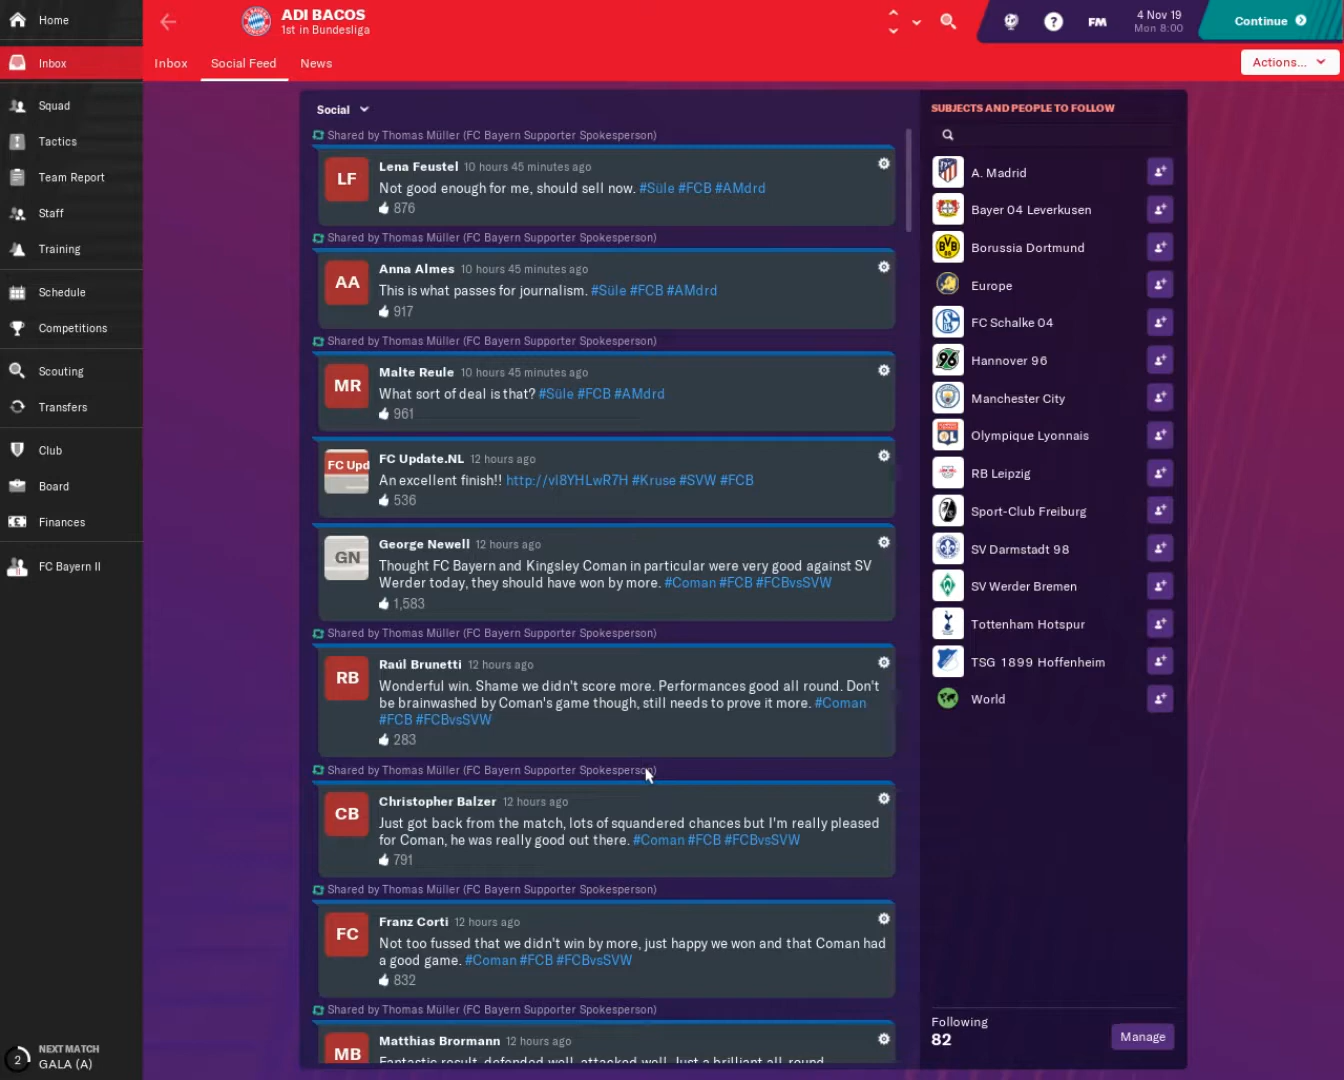 Home
ADI BACOS
1st in Bundesliga
FM
4 Nov 19
Mon 8:00
Continue
Inbox
Inbox
Social Feed
News
Actions...
Squad
Tactics
Team Report
Staff
Training
Schedule
Competitions
Scouting
Transfers
Club
Board
Finances
FC Bayern II
2
NEXT MATCH
GALA (A)
Social
Shared by Thomas Müller (FC Bayern Supporter Spokesperson)
LF
Lena Feustel 10 hours 45 minutes ago
Not good enough for me, should sell now. #Süle #FCB #AMdrd
876
Shared by Thomas Müller (FC Bayern Supporter Spokesperson)
AA
Anna Almes 10 hours 45 minutes ago
This is what passes for journalism. #Süle #FCB #AMdrd
917
Shared by Thomas Müller (FC Bayern Supporter Spokesperson)
MR
Malte Reule 10 hours 45 minutes ago
What sort of deal is that? #Süle #FCB #AMdrd
961
FC Upd
FC Update.NL 12 hours ago
An excellent finish!! http://vI8YHLwR7H #Kruse #SVW #FCB
536
GN
George Newell 12 hours ago
Thought FC Bayern and Kingsley Coman in particular were very good against SV
Werder today, they should have won by more. #Coman #FCB #FCBvsSVW
1,583
Shared by Thomas Müller (FC Bayern Supporter Spokesperson)
RB
Raúl Brunetti 12 hours ago
Wonderful win. Shame we didn't score more. Performances good all round. Don't
be brainwashed by Coman's game though, still needs to prove it more. #Coman
#FCB #FCBvsSVW
283
Shared by Thomas Müller (FC Bayern Supporter Spokesperson)
CB
Christopher Balzer 12 hours ago
Just got back from the match, lots of squandered chances but I'm really pleased
for Coman, he was really good out there. #Coman #FCB #FCBvsSVW
791
Shared by Thomas Müller (FC Bayern Supporter Spokesperson)
FC
Franz Corti 12 hours ago
Not too fussed that we didn't win by more, just happy we won and that Coman had
a good game. #Coman #FCB #FCBvsSVW
832
Shared by Thomas Müller (FC Bayern Supporter Spokesperson)
MB
Matthias Brormann 12 hours ago
Fantastic result, defended well, attacked well. Just a brilliant all-round
SUBJECTS AND PEOPLE TO FOLLOW
A. Madrid
Bayer 04 Leverkusen
Borussia Dortmund
Europe
FC Schalke 04
Hannover 96
Manchester City
Olympique Lyonnais
RB Leipzig
Sport-Club Freiburg
SV Darmstadt 98
SV Werder Bremen
Tottenham Hotspur
TSG 1899 Hoffenheim
World
Following
82
Manage